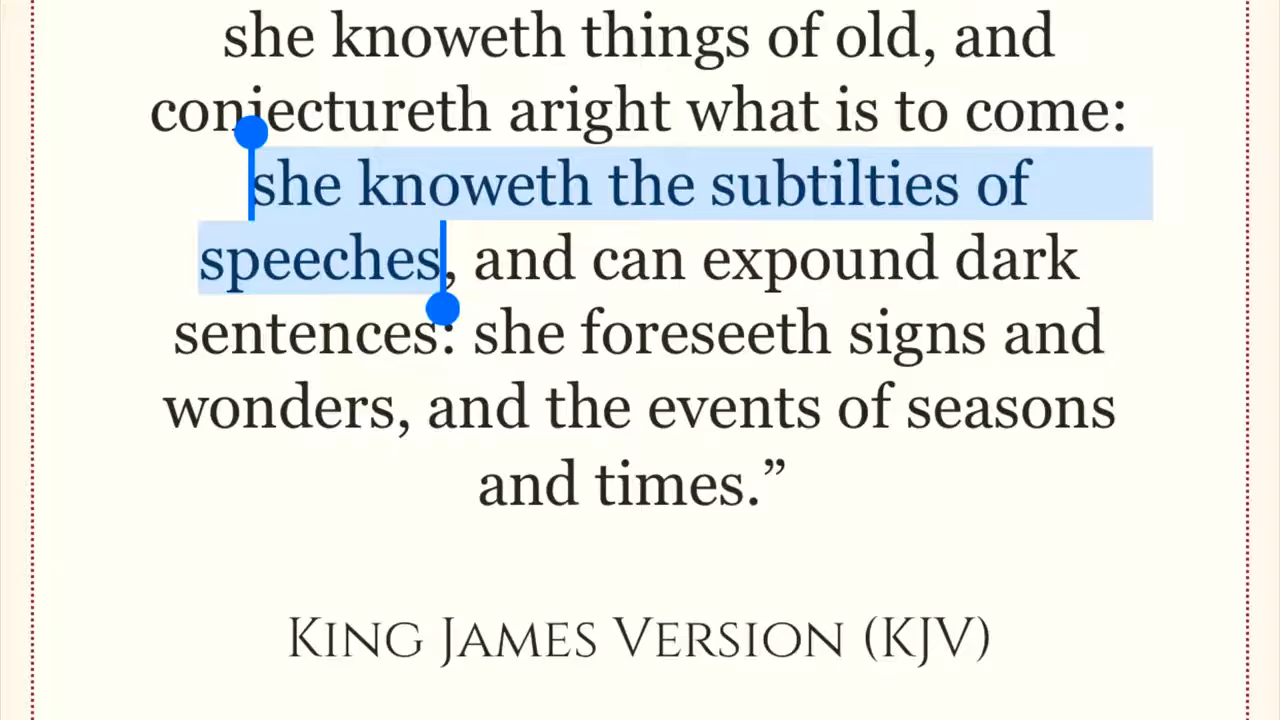 she knoweth things of old, and
conjectureth aright what is to come:
she knoweth the subtilties of
speeches, and can expound dark
sentences: she foreseeth signs and
wonders, and the events of seasons
and times.”
King James Version (KJV)